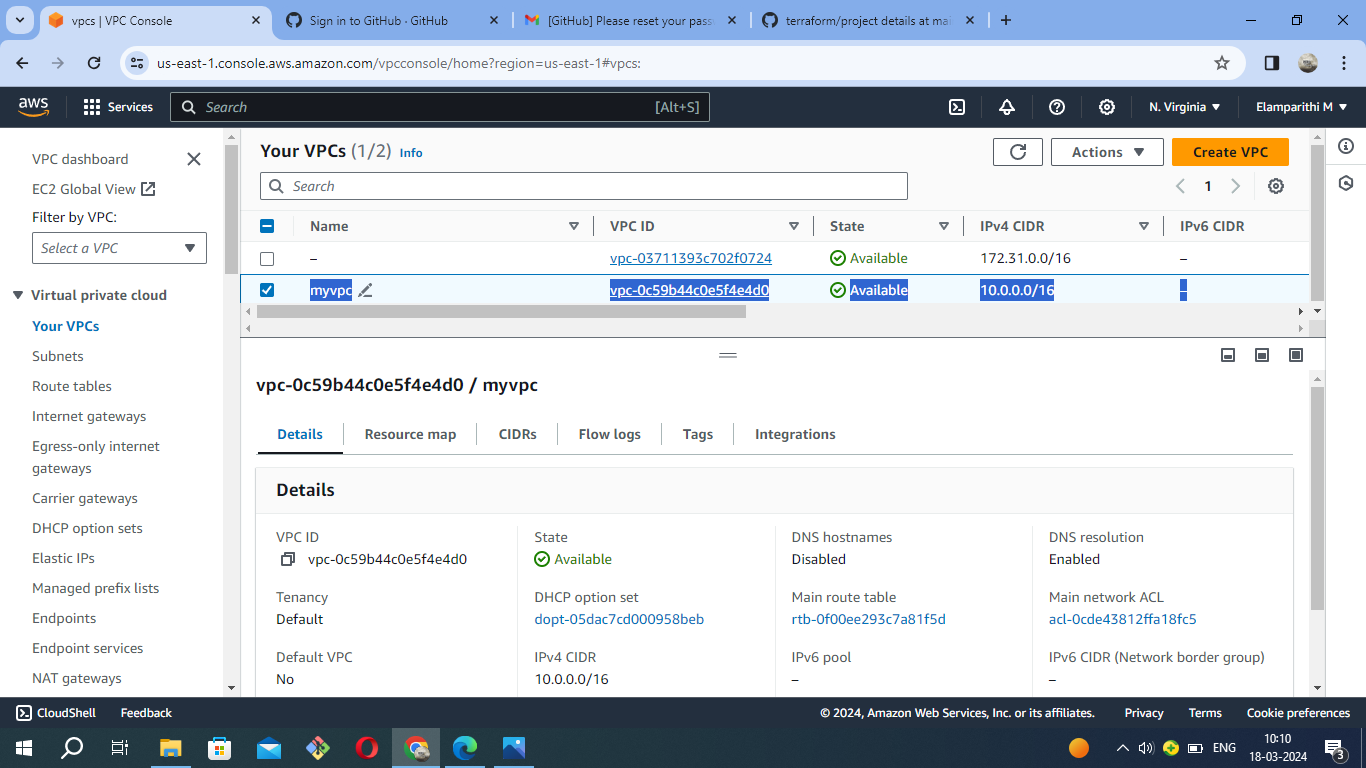 vpcs | VPC Console
Sign in to GitHub · GitHub
[GitHub] Please reset your pass
terraform/project details at mai
us-east-1.console.aws.amazon.com/vpcconsole/home?region=us-east-1#vpcs:
aws
Services
Search
[Alt+S]
N. Virginia
Elamparithi M
VPC dashboard
EC2 Global View
Filter by VPC:
Select a VPC
Virtual private cloud
Your VPCs
Subnets
Route tables
Internet gateways
Egress-only internet
gateways
Carrier gateways
DHCP option sets
Elastic IPs
Managed prefix lists
Endpoints
Endpoint services
NAT gateways
Your VPCs (1/2) Info
Actions
Create VPC
Search
1
Name VPC ID State IPv4 CIDR IPv6 CIDR
– vpc-03711393c702f0724 Available 172.31.0.0/16 –
myvpc vpc-0c59b44c0e5f4e4d0 Available 10.0.0.0/16 –
vpc-0c59b44c0e5f4e4d0 / myvpc
Details Resource map CIDRs Flow logs Tags Integrations
Details
VPC ID State DNS hostnames DNS resolution
vpc-0c59b44c0e5f4e4d0 Available Disabled Enabled
Tenancy DHCP option set Main route table Main network ACL
Default dopt-05dac7cd000958beb rtb-0f00ee293c7a81f5d acl-0cde43812ffa18fc5
Default VPC IPv4 CIDR IPv6 pool IPv6 CIDR (Network border group)
No 10.0.0.0/16 – –
CloudShell Feedback © 2024, Amazon Web Services, Inc. or its affiliates. Privacy Terms Cookie preferences
ENG
10:10
18-03-2024
3